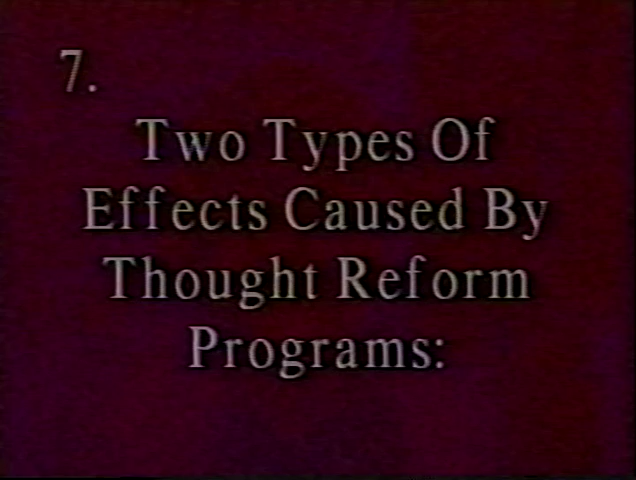 7.
Two Types Of
Effects Caused By
Thought Reform
Programs: